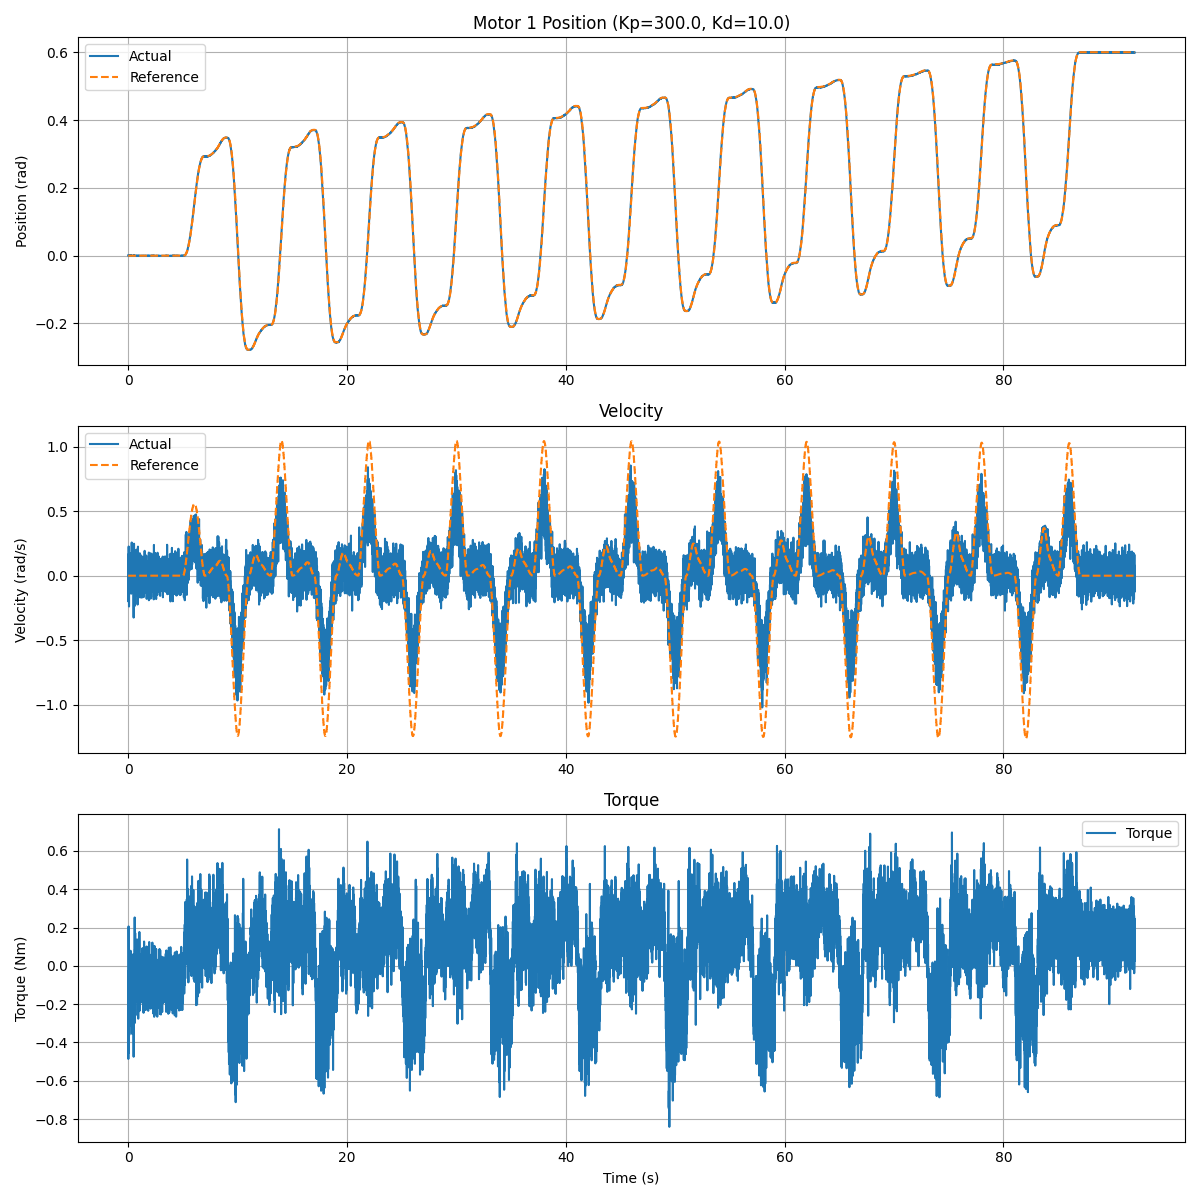 Motor 1 Position (Kp=300.0, Kd=10.0)
Actual
Reference
Position (rad)
0.6
0.4
0.2
0.0
−0.2
0 20 40 60 80
Velocity
Actual
Reference
Velocity (rad/s)
1.0
0.5
0.0
−0.5
−1.0
0 20 40 60 80
Torque
Torque
Torque (Nm)
0.6
0.4
0.2
0.0
−0.2
−0.4
−0.6
−0.8
0 20 40 60 80
Time (s)